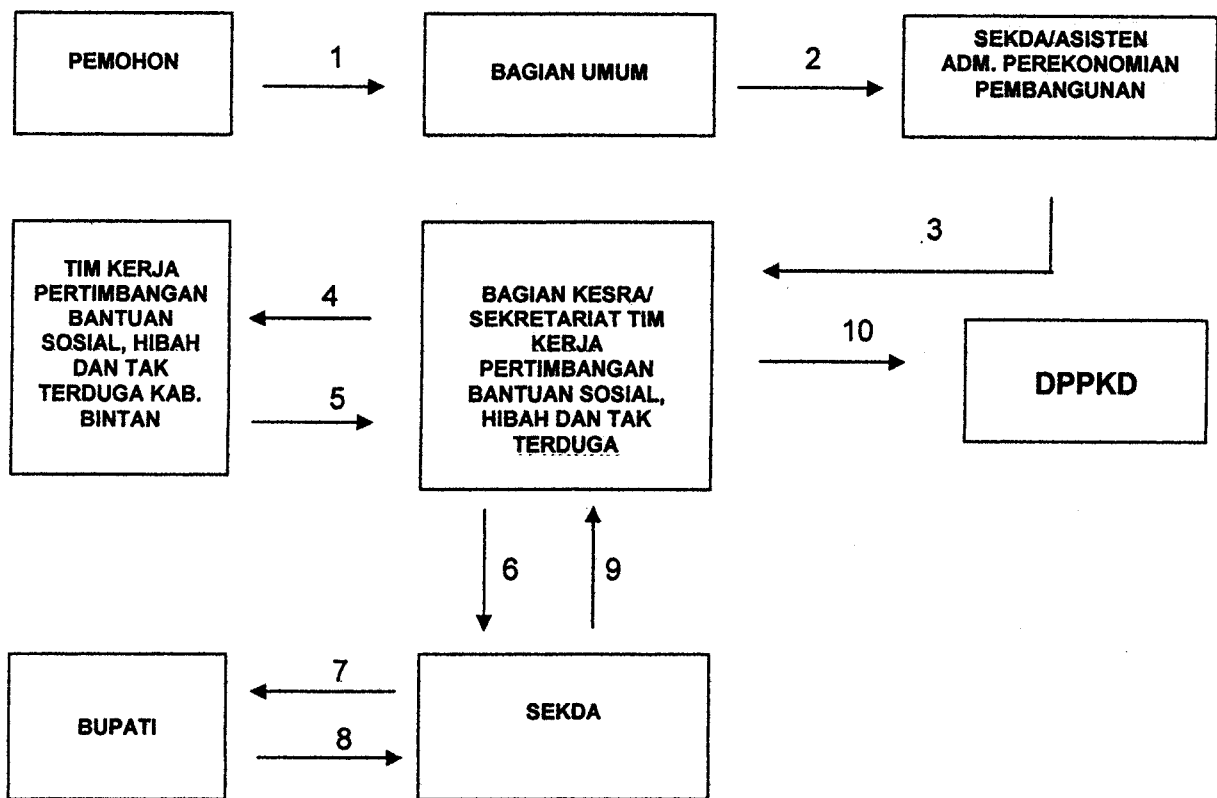 PEMOHON
1
BAGIAN UMUM
2
SEKDA/ASISTEN
ADM. PEREKONOMIAN
PEMBANGUNAN
3
TIM KERJA
PERTIMBANGAN
BANTUAN
SOSIAL, HIBAH
DAN TAK
TERDUGA KAB.
BINTAN
4
5
BAGIAN KESRA/
SEKRETARIAT TIM
KERJA
PERTIMBANGAN
BANTUAN SOSIAL,
HIBAH DAN TAK
TERDUGA
10
DPPKD
6
9
BUPATI
7
8
SEKDA